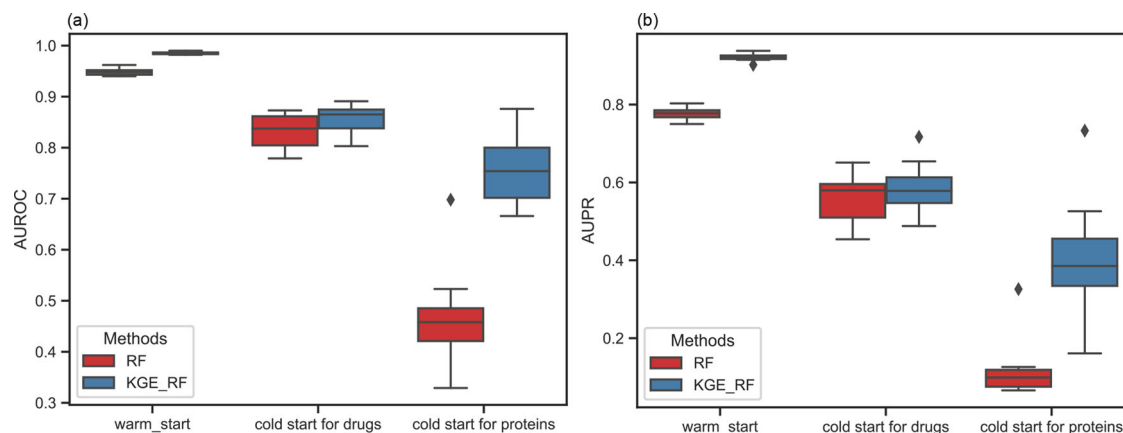 (a)
AUROC
1.0
0.9
0.8
0.7
0.6
0.5
0.4
0.3
Methods
RF
KGE_RF
warm_start
cold start for drugs
cold start for proteins
(b)
AUPR
0.8
0.6
0.4
0.2
Methods
RF
KGE_RF
warm start
cold start for drugs
cold start for proteins